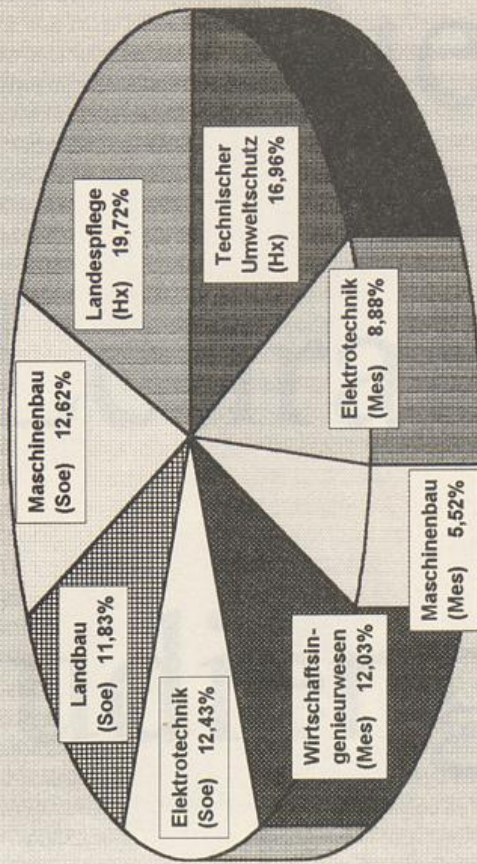 Landespflege
(Hx) 19,72%
Technischer
Umweltschutz
(Hx) 16,96%
Elektrotechnik
(Mes) 8,88%
Maschinenbau
(Mes) 5,52%
Wirtschaftsin-
genieurwesen
(Mes) 12,03%
Elektrotechnik
(Soe) 12,43%
Landbau
(Soe) 11,83%
Maschinenbau
(Soe) 12,62%